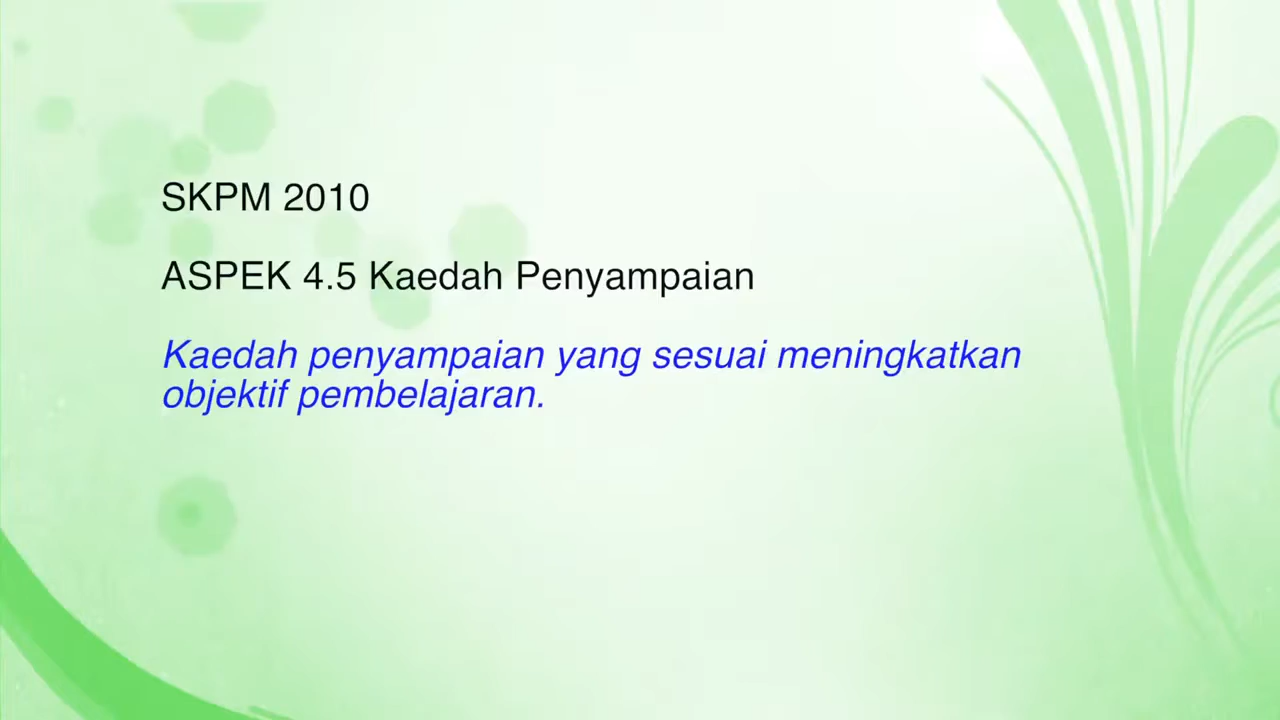 SKPM 2010
ASPEK 4.5 Kaedah Penyampaian
Kaedah penyampaian yang sesuai meningkatkan
objektif pembelajaran.